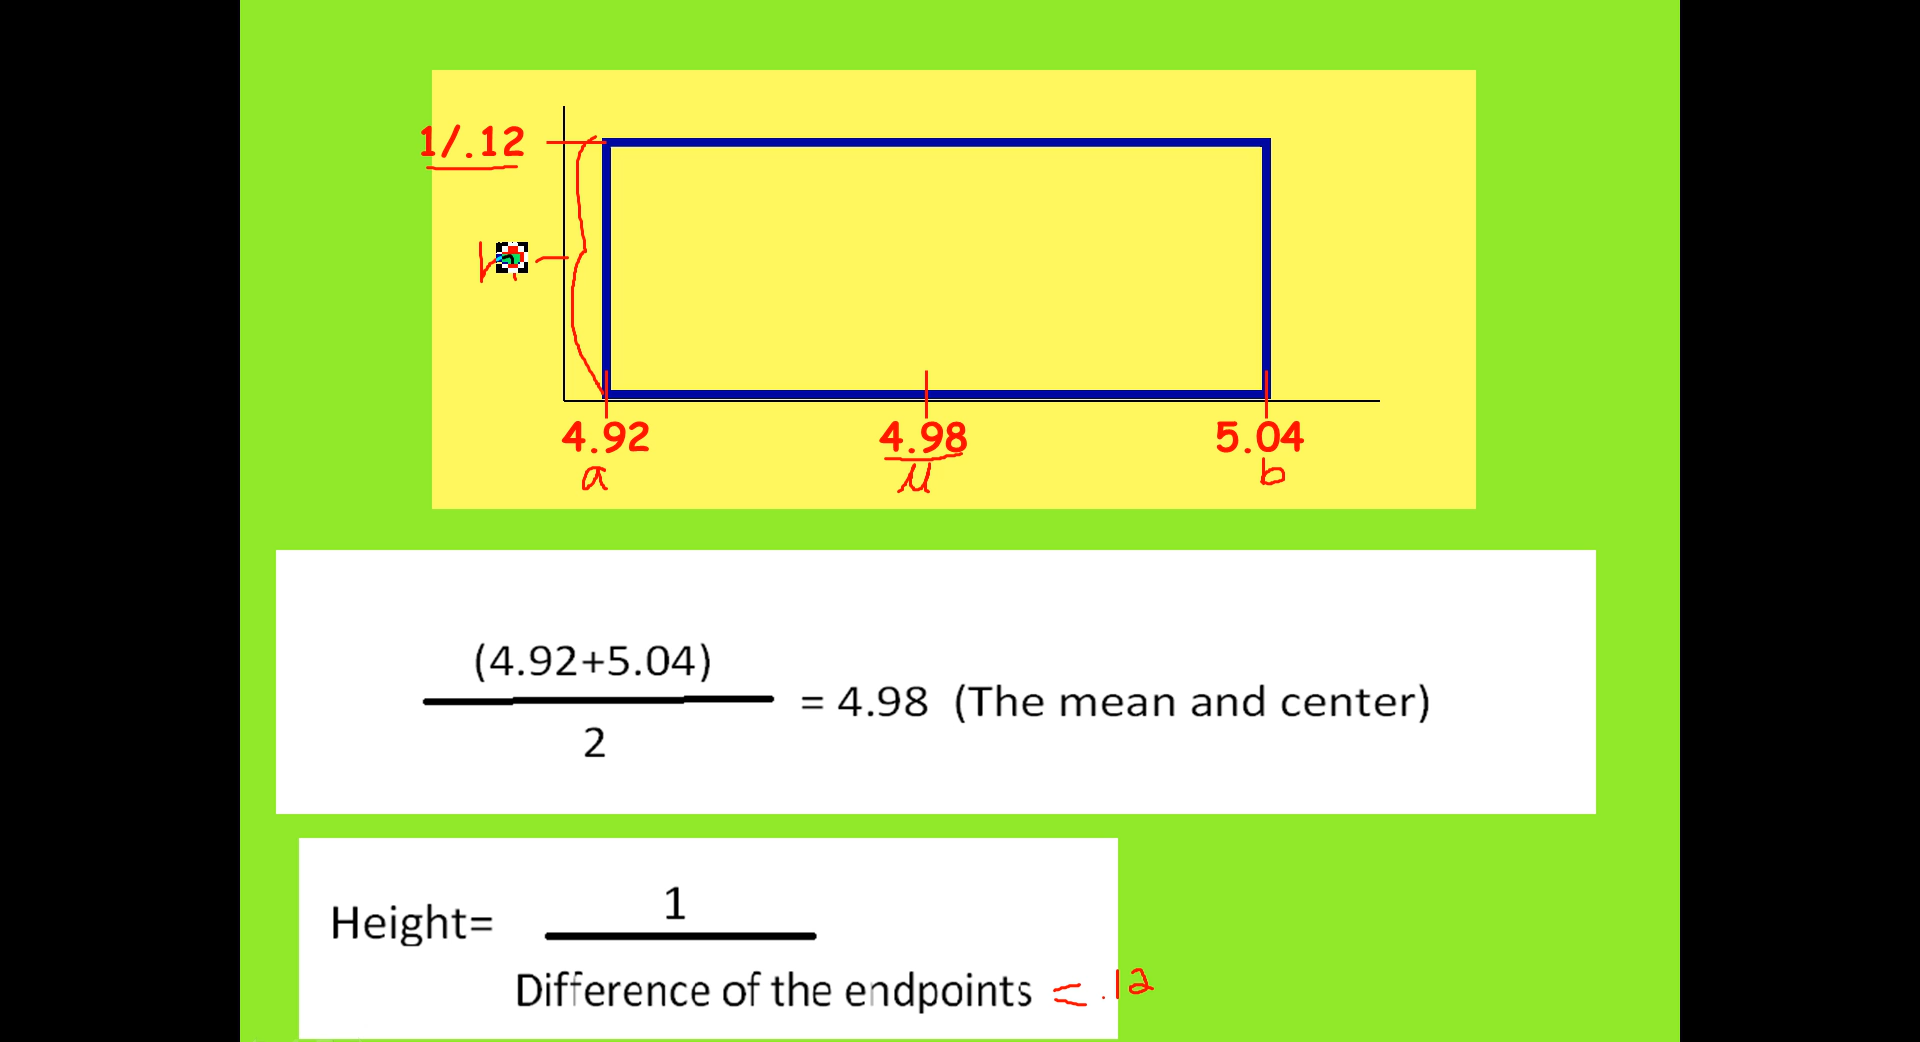 1/.12
h
4.92 4.98 5.04
a μ b
(4.92+5.04)
2
= 4.98 (The mean and center)
Height=
1
Difference of the endpoints = .12